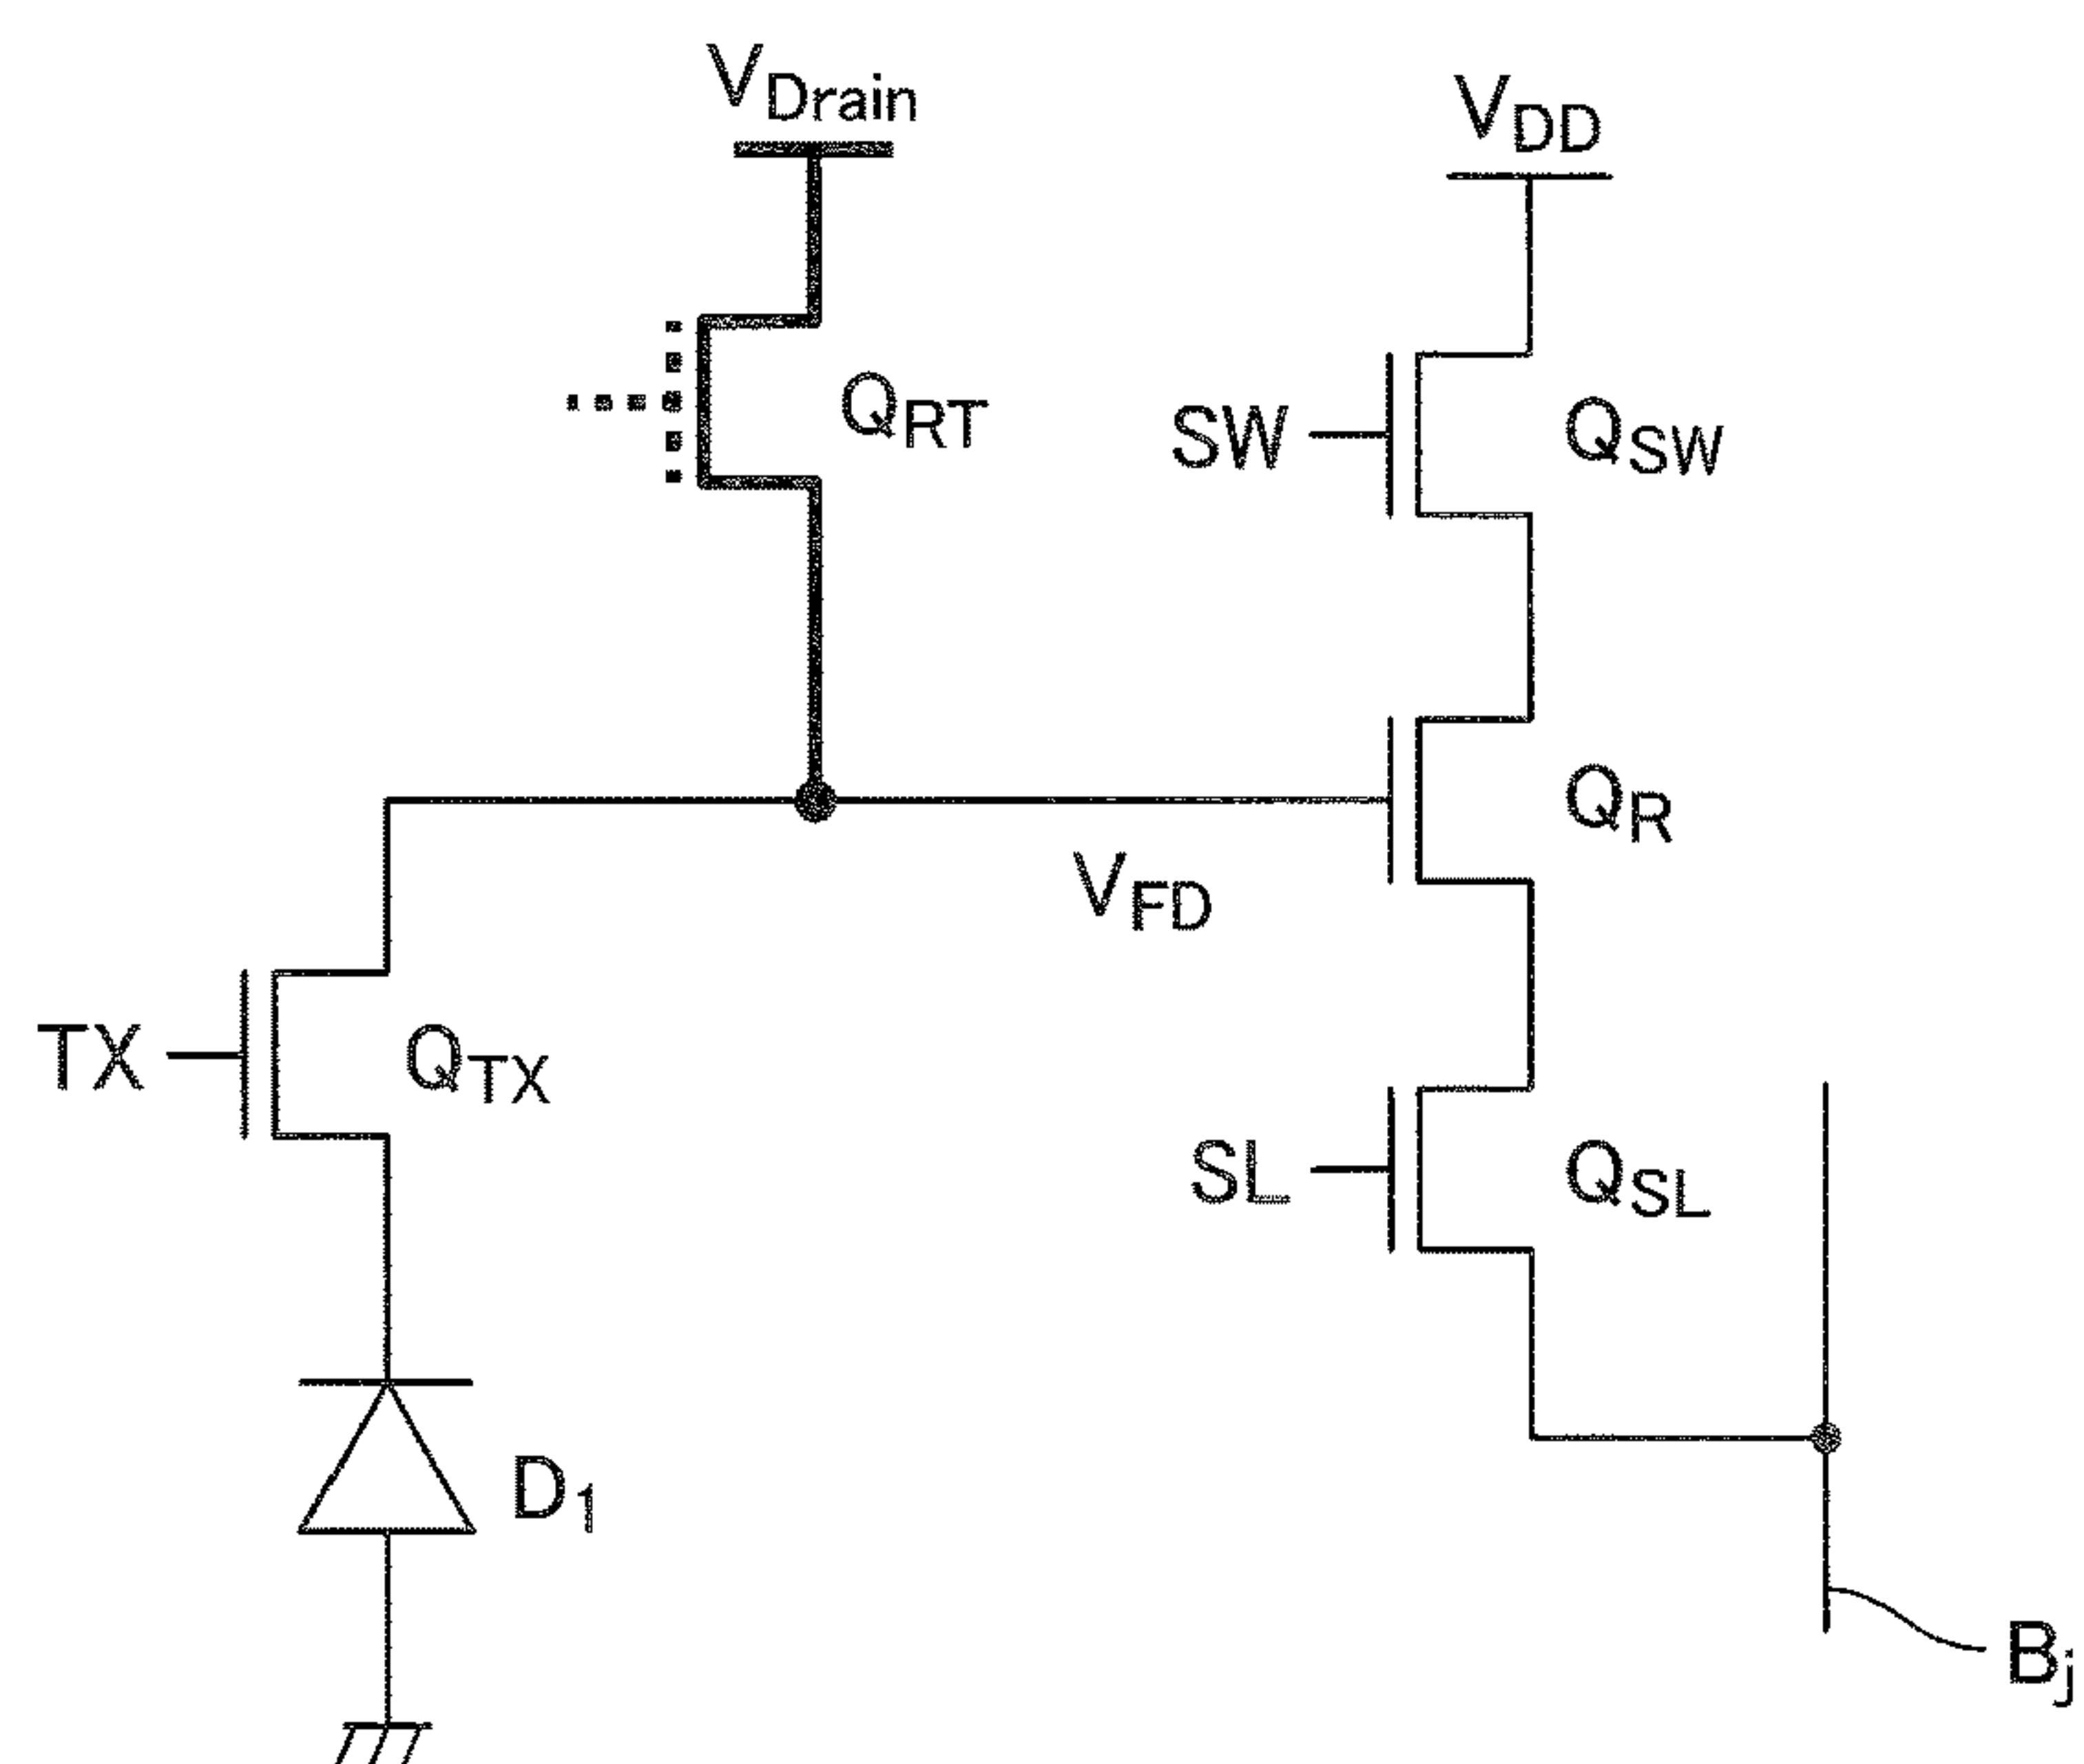 VDrain
VDD
QRT
SW
QSW
QR
VFD
TX
QTX
SL
QSL
D1
Bj